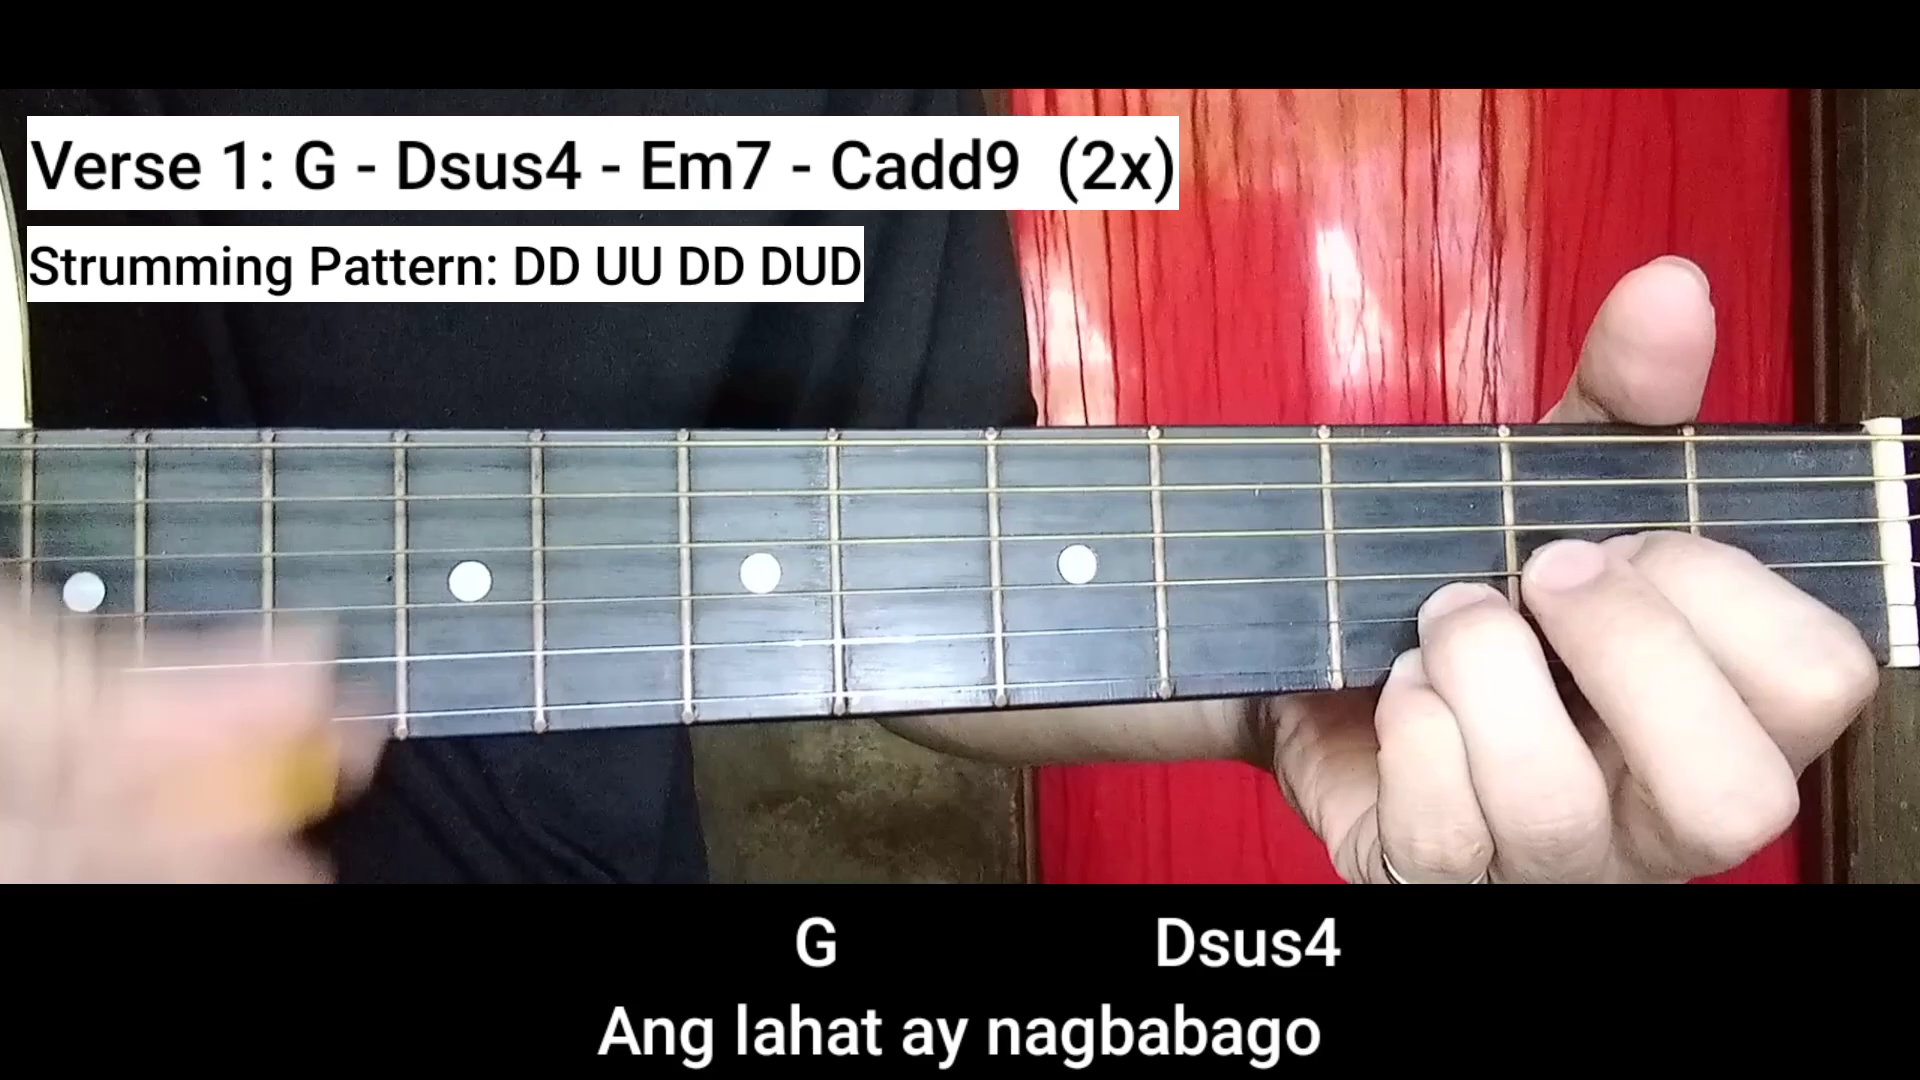 Verse 1: G - Dsus4 - Em7 - Cadd9 (2x)
Strumming Pattern: DD UU DD DUD
G Dsus4
Ang lahat ay nagbabago